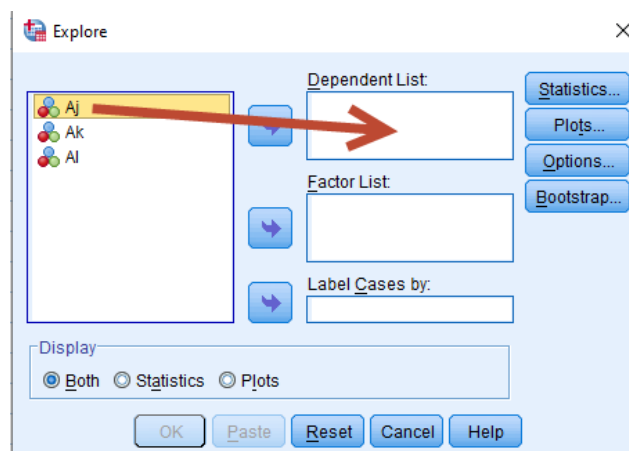 Explore
Dependent List:
Aj
Ak
Al
Statistics...
Plots...
Options...
Bootstrap...
Factor List:
Label Cases by:
Display
Both Statistics Plots
OK Paste Reset Cancel Help